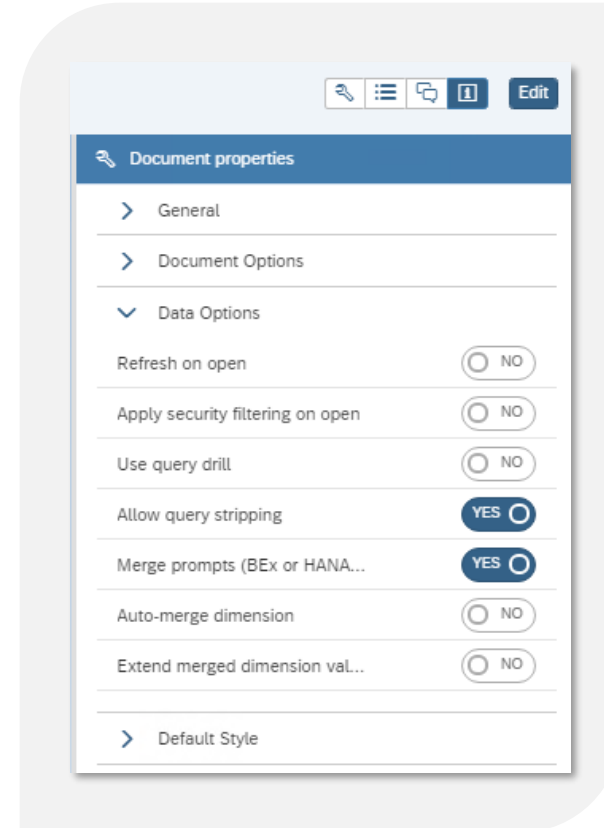 Edit
Document properties
General
Document Options
Data Options
Refresh on open NO
Apply security filtering on open NO
Use query drill NO
Allow query stripping YES
Merge prompts (BEx or HANA... YES
Auto-merge dimension NO
Extend merged dimension val... NO
Default Style